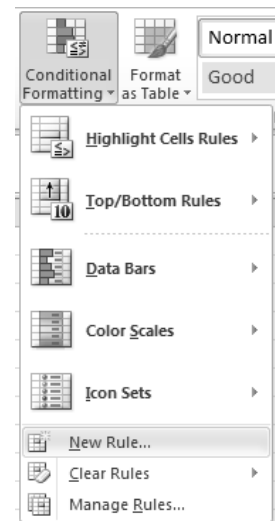 Conditional Formatting
Format as Table
Normal
Good
Highlight Cells Rules
Top/Bottom Rules
Data Bars
Color Scales
Icon Sets
New Rule...
Clear Rules
Manage Rules...